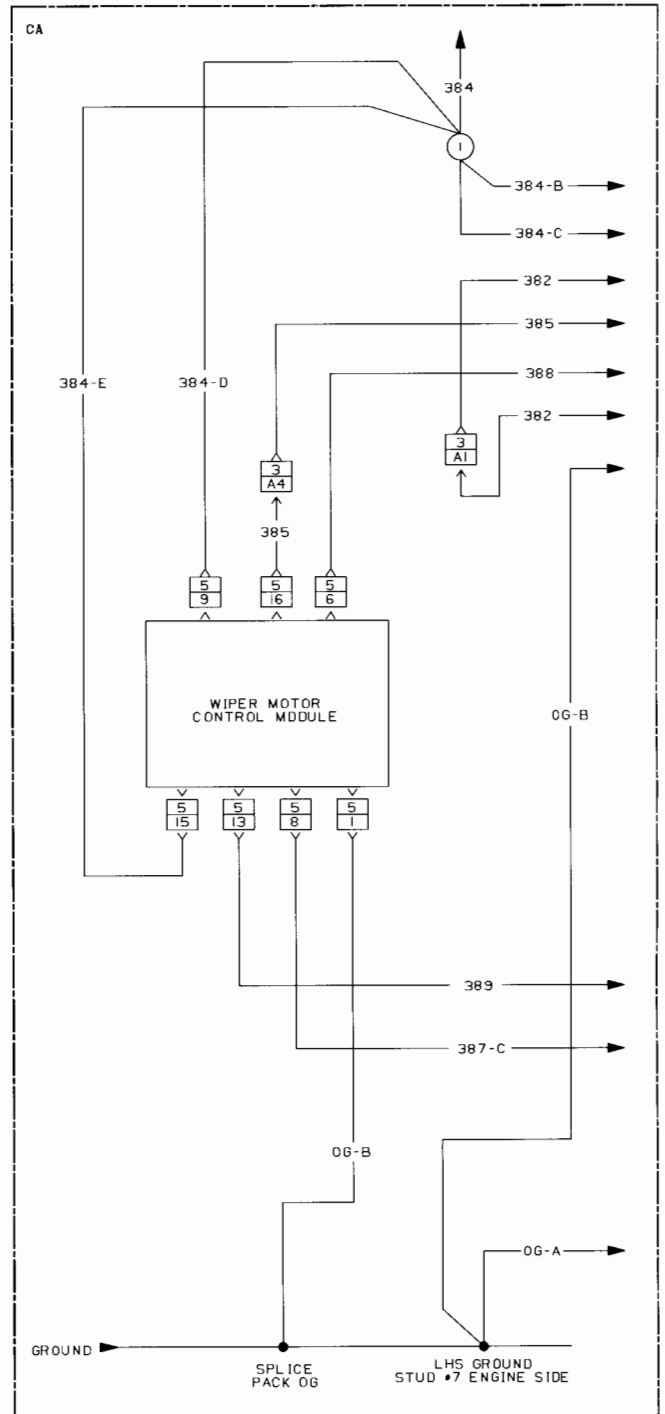 CA
384
1
384-B
384-C
382
385
384-E
384-D
388
382
3
A1
3
A4
385
5
9
5
16
5
6
WIPER MOTOR
CONTROL MODULE
OG-B
5
15
5
13
5
8
5
1
389
387-C
OG-B
OG-A
GROUND
SPLICE
PACK OG
LHS GROUND
STUD #7 ENGINE SIDE